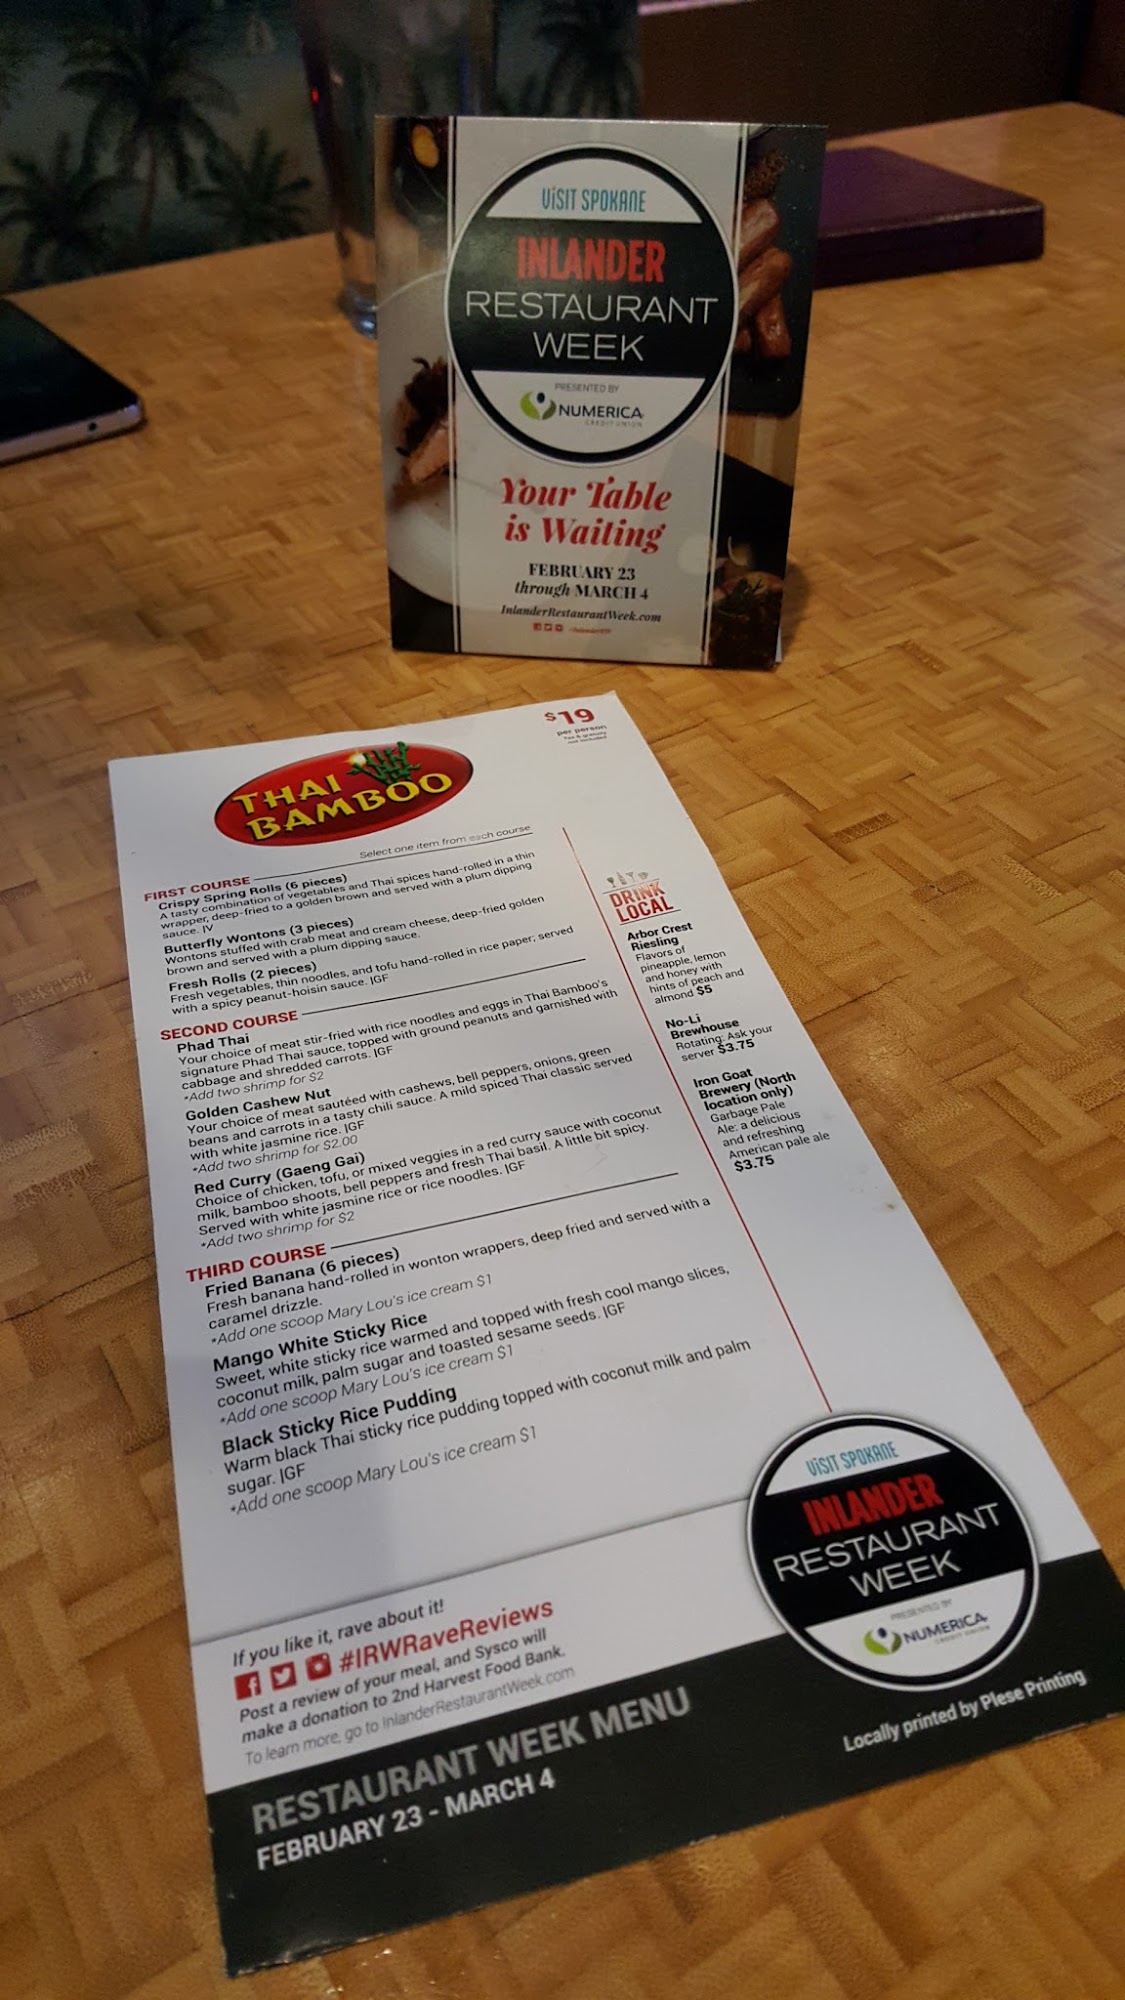 ViSiT SPOKANE
INLANDER
RESTAURANT
WEEK
PRESENTED BY
NUMERICA
CREDIT UNION
Your Table
is Waiting
FEBRUARY 23
through MARCH 4
InlanderRestaurantWeek.com
$19
per person
Tax & gratuity
not included
THAI
BAMBOO
Select one item from each course
FIRST COURSE
Crispy Spring Rolls (6 pieces)
A tasty combination of vegetables and Thai spices hand-rolled in a thin
wrapper, deep-fried to a golden brown and served with a plum dipping
sauce. |V
Butterfly Wontons (3 pieces)
Wontons stuffed with crab meat and cream cheese, deep-fried golden
brown and served with a plum dipping sauce.
Fresh Rolls (2 pieces)
Fresh vegetables, thin noodles, and tofu hand-rolled in rice paper; served
with a spicy peanut-hoisin sauce. |GF
SECOND COURSE
Phad Thai
Your choice of meat stir-fried with rice noodles and eggs in Thai Bamboo's
signature Phad Thai sauce, topped with ground peanuts and garnished with
cabbage and shredded carrots. |GF
*Add two shrimp for $2
Golden Cashew Nut
Your choice of meat sautéed with cashews, bell peppers, onions, green
beans and carrots in a tasty chili sauce. A mild spiced Thai classic served
with white jasmine rice. |GF
*Add two shrimp for $2.00
Red Curry (Gaeng Gai)
Choice of chicken, tofu, or mixed veggies in a red curry sauce with coconut
milk, bamboo shoots, bell peppers and fresh Thai basil. A little bit spicy.
Served with white jasmine rice or rice noodles. |GF
*Add two shrimp for $2
THIRD COURSE
Fried Banana (6 pieces)
Fresh banana hand-rolled in wonton wrappers, deep fried and served with a
caramel drizzle.
*Add one scoop Mary Lou's ice cream $1
Mango White Sticky Rice
Sweet, white sticky rice warmed and topped with fresh cool mango slices,
coconut milk, palm sugar and toasted sesame seeds. |GF
*Add one scoop Mary Lou's ice cream $1
Black Sticky Rice Pudding
Warm black Thai sticky rice pudding topped with coconut milk and palm
sugar. |GF
*Add one scoop Mary Lou's ice cream $1
DRINK
LOCAL
Arbor Crest
Riesling
Flavors of
pineapple, lemon
and honey with
hints of peach and
almond $5
No-Li
Brewhouse
Rotating: Ask your
server $3.75
Iron Goat
Brewery (North
location only)
Garbage Pale
Ale: a delicious
and refreshing
American pale ale
$3.75
If you like it, rave about it!
#IRWRaveReviews
Post a review of your meal, and Sysco will
make a donation to 2nd Harvest Food Bank.
To learn more, go to InlanderRestaurantWeek.com
RESTAURANT WEEK MENU
FEBRUARY 23 - MARCH 4
ViSiT SPOKANE
INLANDER
RESTAURANT
WEEK
PRESENTED BY
NUMERICA
CREDIT UNION
Locally printed by Plese Printing